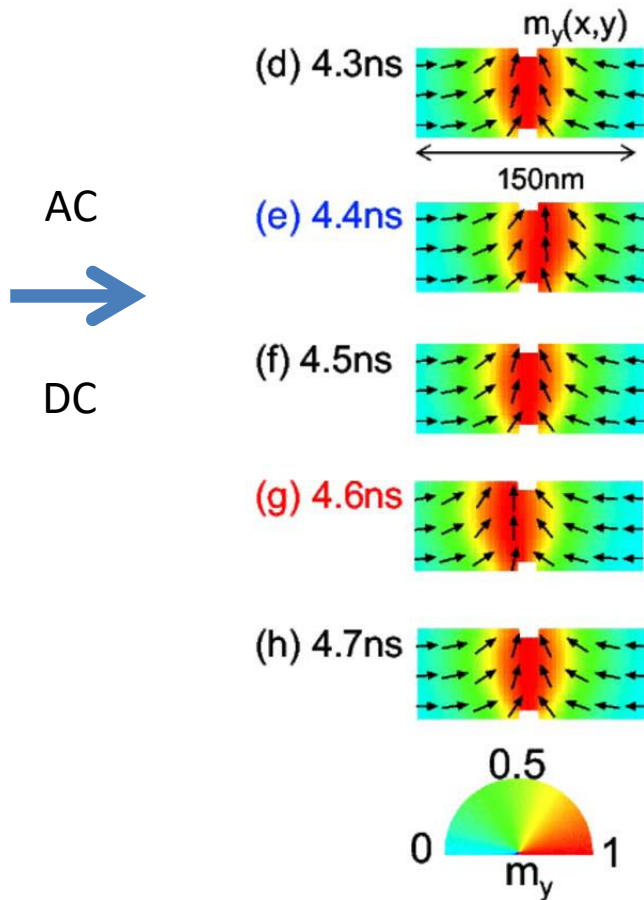 m_y(x,y)
(d) 4.3ns
150nm
AC
(e) 4.4ns
(f) 4.5ns
DC
(g) 4.6ns
(h) 4.7ns
0.5
0
1
m_y